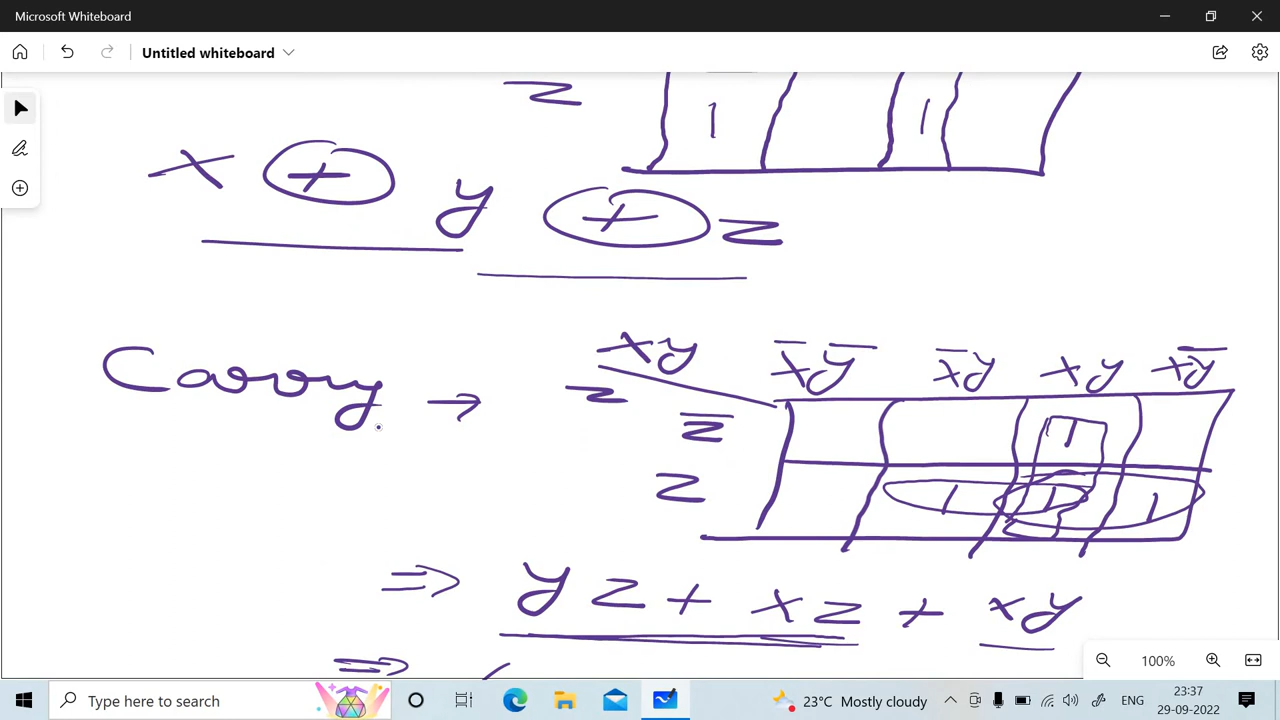 Microsoft Whiteboard
Untitled whiteboard
z 1 1
x ⊕ y ⊕ z
Carry → xy x̅y̅ x̅y xy xy̅
z
z̅ 1
z 1 1 1
⇒ yz + xz + xy
⇒
100%
Type here to search
23°C Mostly cloudy
ENG
23:37
29-09-2022